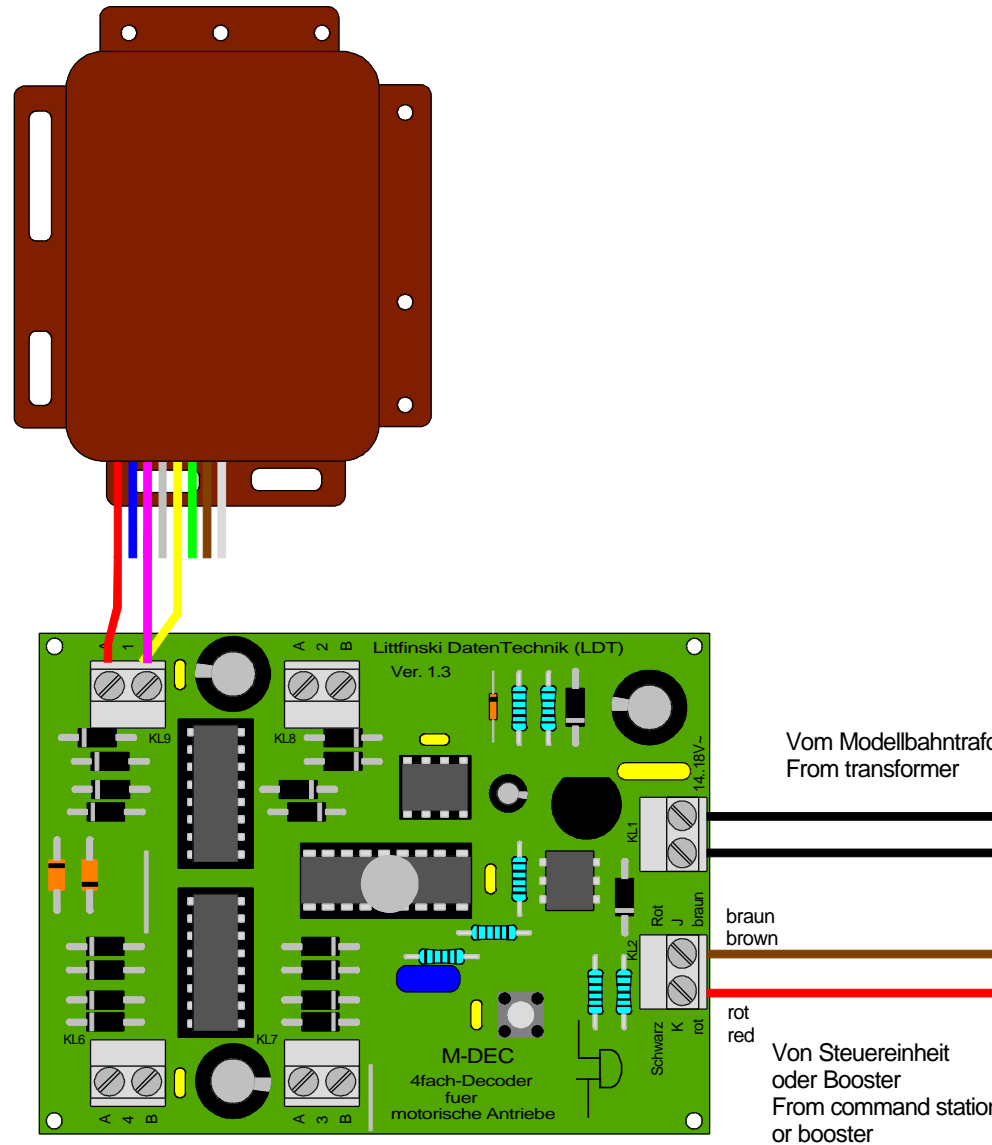 A 1
A 2 B
Littfinski DatenTechnik (LDT)
Ver. 1.3
KL9
KL8
14..18V~
Vom Modellbahntrafo
From transformer
KL1
Rot J braun
braun
brown
KL2
Schwarz K rot
rot
red
KL6
KL7
M-DEC
4fach-Decoder
fuer
motorische Antriebe
A 4 B
A 3 B
Von Steuereinheit
oder Booster
From command station
or booster